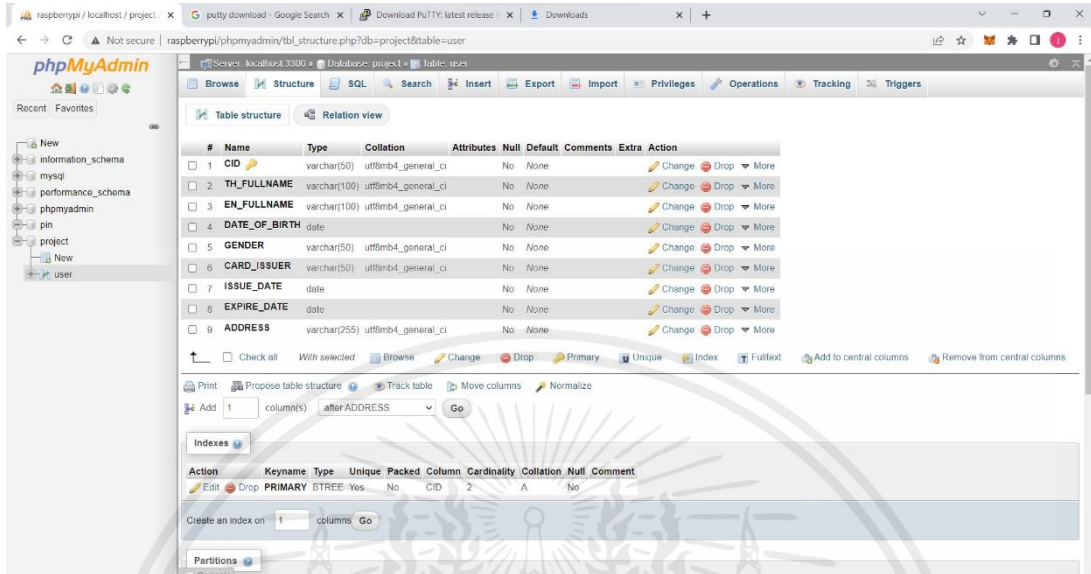 raspberrypi / localhost / project / putty download - Google Search Download PuTTY: latest release Downloads
Not secure raspberrypi/phpmyadmin/tbl_structure.php?db=project&table=user
phpMyAdmin
Server: localhost:3306 » Database: project » Table: user
Browse Structure SQL Search Insert Export Import Privileges Operations Tracking Triggers
Recent Favorites
Table structure Relation view
New
information_schema
mysql
performance_schema
phpmyadmin
pin
project
New
user
# Name Type Collation Attributes Null Default Comments Extra Action
1 CID varchar(50) utf8mb4_general_ci No None Change Drop More
2 TH_FULLNAME varchar(100) utf8mb4_general_ci No None Change Drop More
3 EN_FULLNAME varchar(100) utf8mb4_general_ci No None Change Drop More
4 DATE_OF_BIRTH date No None Change Drop More
5 GENDER varchar(50) utf8mb4_general_ci No None Change Drop More
6 CARD_ISSUER varchar(50) utf8mb4_general_ci No None Change Drop More
7 ISSUE_DATE date No None Change Drop More
8 EXPIRE_DATE date No None Change Drop More
9 ADDRESS varchar(255) utf8mb4_general_ci No None Change Drop More
Check all With selected: Browse Change Drop Primary Unique Index Fulltext Add to central columns Remove from central columns
Print Propose table structure Track table Move columns Normalize
Add 1 column(s) after ADDRESS Go
Indexes
Action Keyname Type Unique Packed Column Cardinality Collation Null Comment
Edit Drop PRIMARY BTREE Yes No CID 2 A No
Create an index on 1 columns Go
Partitions